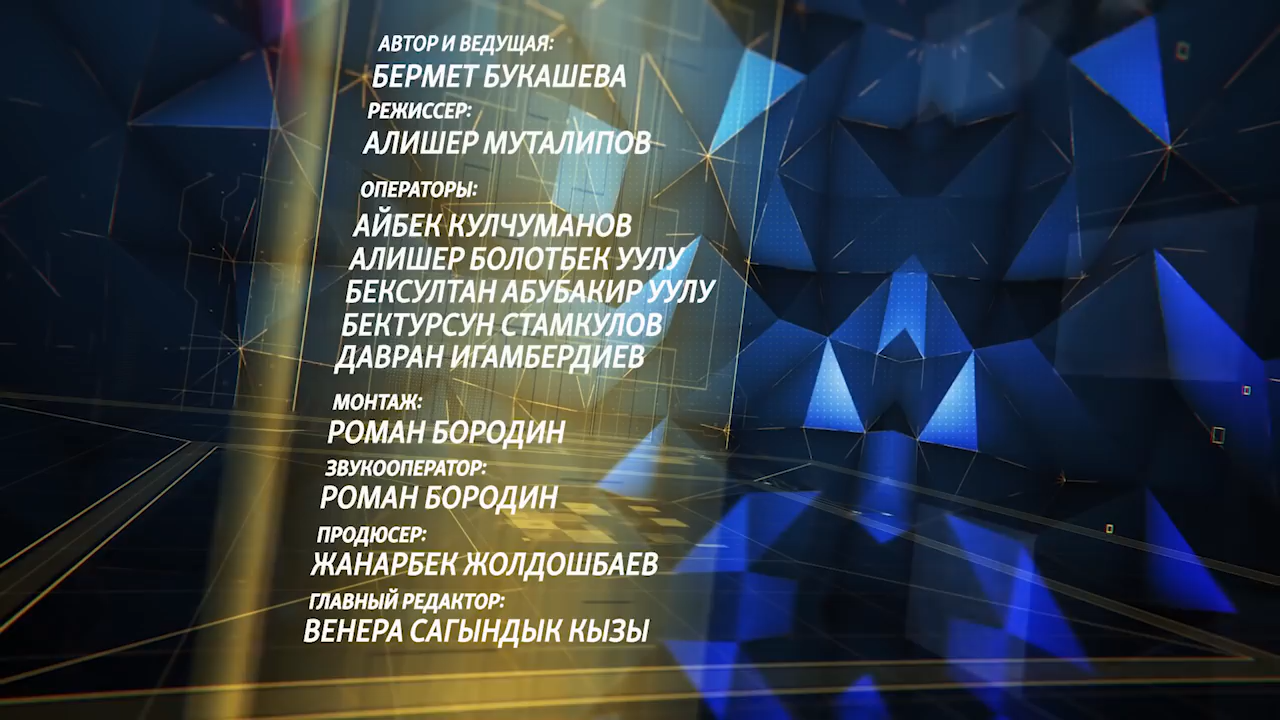 АВТОР И ВЕДУЩАЯ:
БЕРМЕТ БУКАШЕВА
РЕЖИССЕР:
АЛИШЕР МУТАЛИПОВ
ОПЕРАТОРЫ:
АЙБЕК КУЛЧУМАНОВ
АЛИШЕР БОЛОТБЕК УУЛУ
БЕКСУЛТАН АБУБАКИР УУЛУ
БЕКТУРСУН СТАМКУЛОВ
ДАВРАН ИГАМБЕРДИЕВ
МОНТАЖ:
РОМАН БОРОДИН
ЗВУКООПЕРАТОР:
РОМАН БОРОДИН
ПРОДЮСЕР:
ЖАНАРБЕК ЖОЛДОШБАЕВ
ГЛАВНЫЙ РЕДАКТОР:
ВЕНЕРА САГЫНДЫК КЫЗЫ